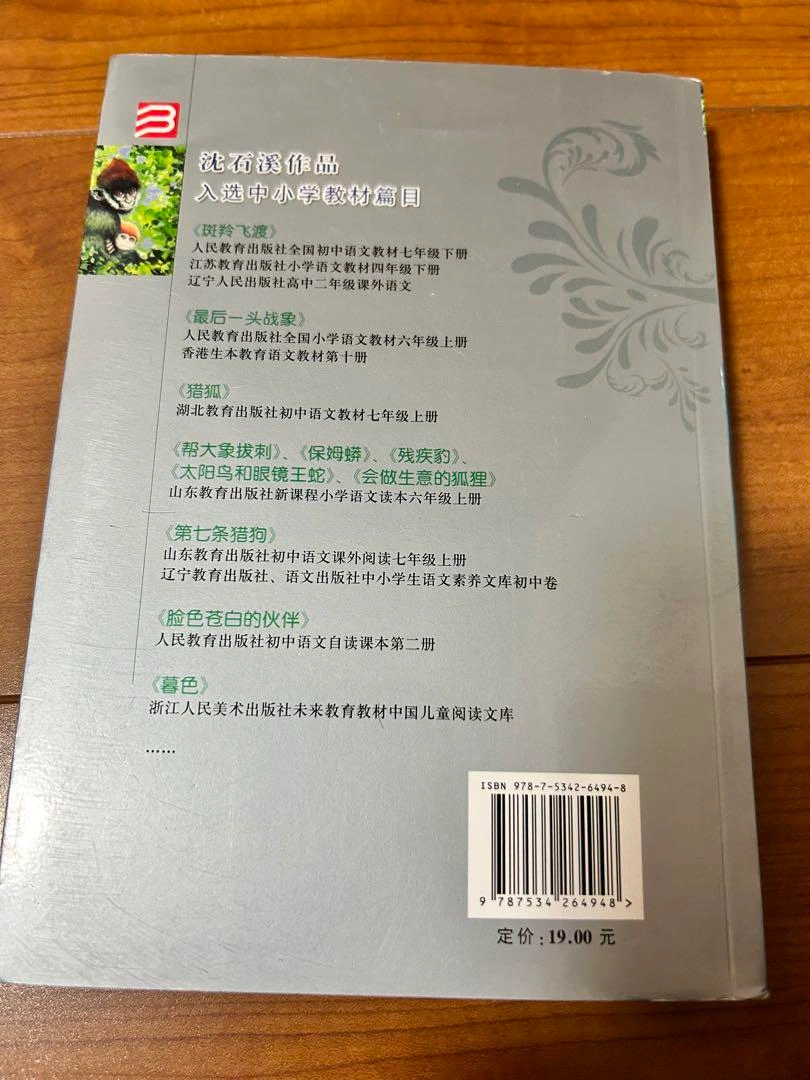 沈石溪作品
入选中小学教材篇目
《斑羚飞渡》
人民教育出版社全国初中语文教材七年级下册
江苏教育出版社小学语文教材四年级下册
辽宁人民出版社高中二年级课外语文
《最后一头战象》
人民教育出版社全国小学语文教材六年级上册
香港生本教育语文教材第十册
《猎狐》
湖北教育出版社初中语文教材七年级上册
《帮大象拔刺》、《保姆蟒》、《残疾豹》、
《太阳鸟和眼镜王蛇》、《会做生意的狐狸》
山东教育出版社新课程小学语文读本六年级上册
《第七条猎狗》
山东教育出版社初中语文课外阅读七年级上册
辽宁教育出版社、语文出版社中小学生语文素养文库初中卷
《脸色苍白的伙伴》
人民教育出版社初中语文自读课本第二册
《暮色》
浙江人民美术出版社未来教育教材中国儿童阅读文库
……
ISBN 978-7-5342-6494-8
9 787534 264948 >
定价：19.00 元